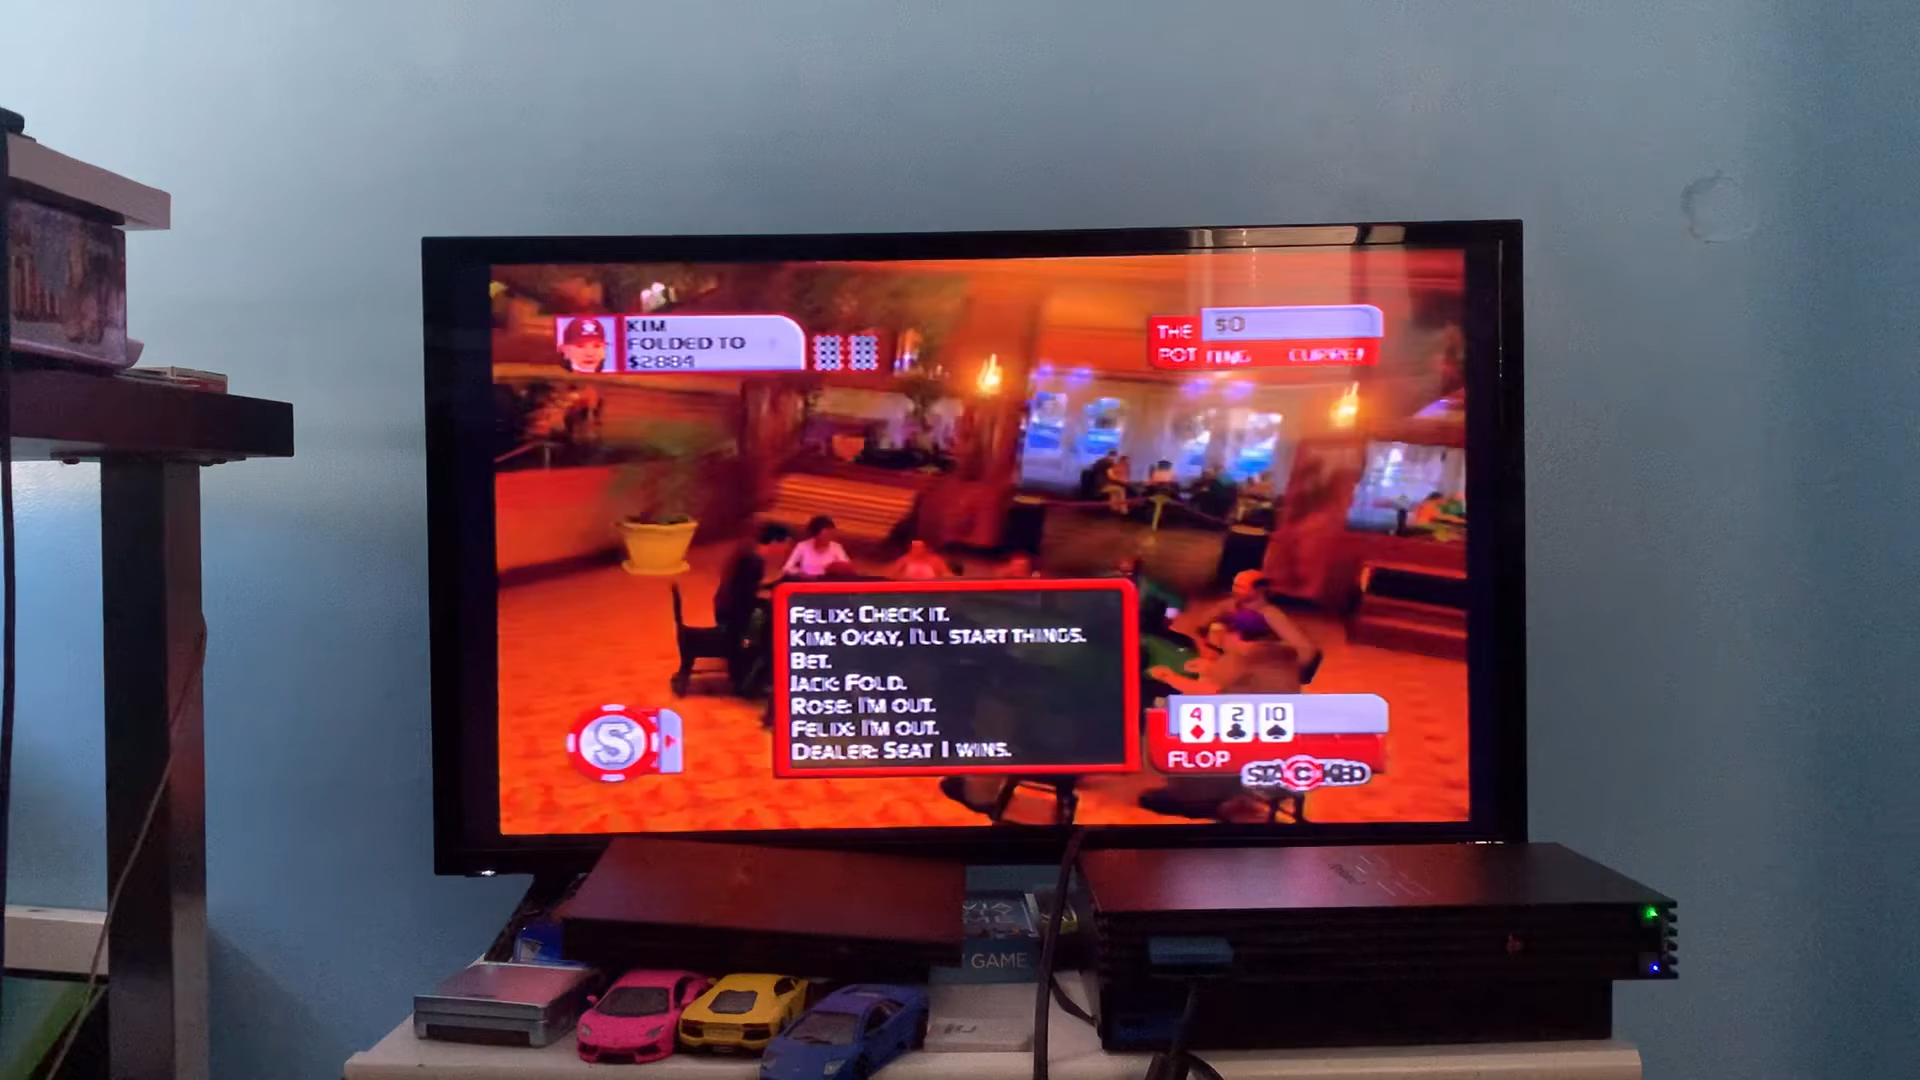 KIM
FOLDED TO
$2884
THE
POT
$0
CURRE
FELIX: CHECK IT.
KIM: OKAY, I'LL START THINGS.
BET.
JACK: FOLD.
ROSE: I'M OUT.
FELIX: I'M OUT.
DEALER: SEAT 1 WINS.
S
4 2 10
FLOP
STACKED
GAME